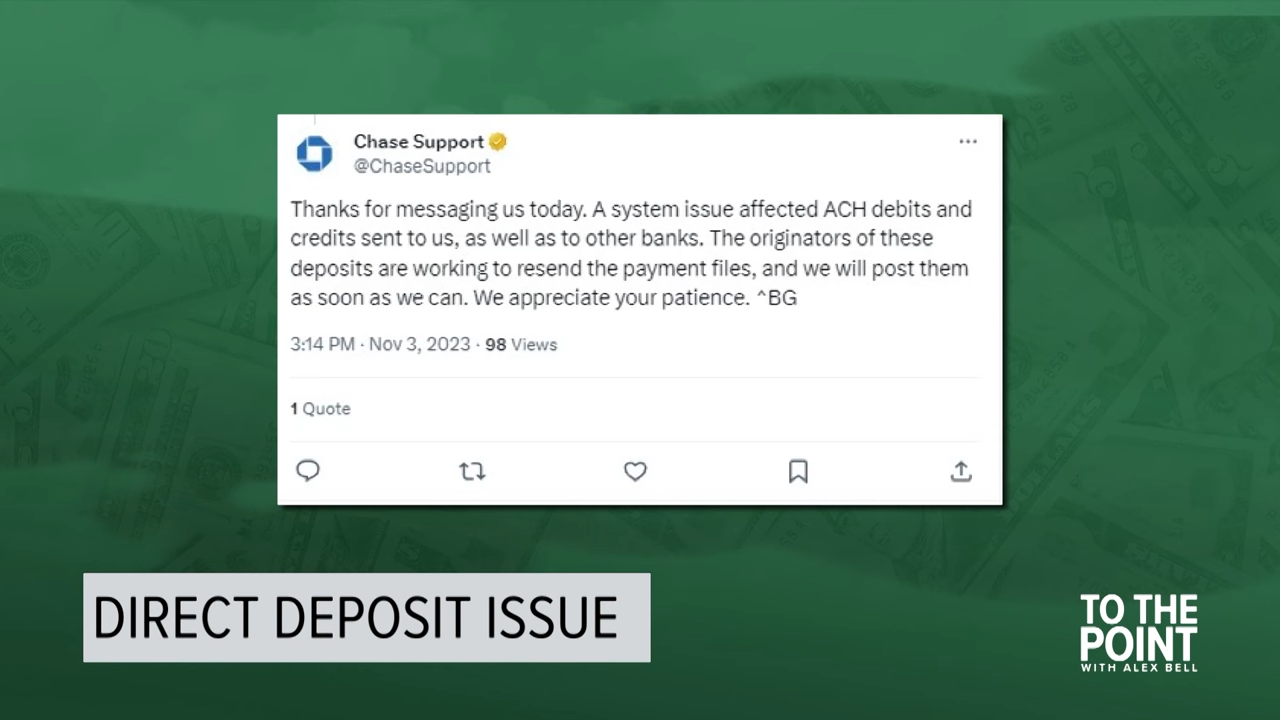 Chase Support
@ChaseSupport
Thanks for messaging us today. A system issue affected ACH debits and
credits sent to us, as well as to other banks. The originators of these
deposits are working to resend the payment files, and we will post them
as soon as we can. We appreciate your patience. ^BG
3:14 PM · Nov 3, 2023 · 98 Views
1 Quote
DIRECT DEPOSIT ISSUE
TO THE
POINT
WITH ALEX BELL